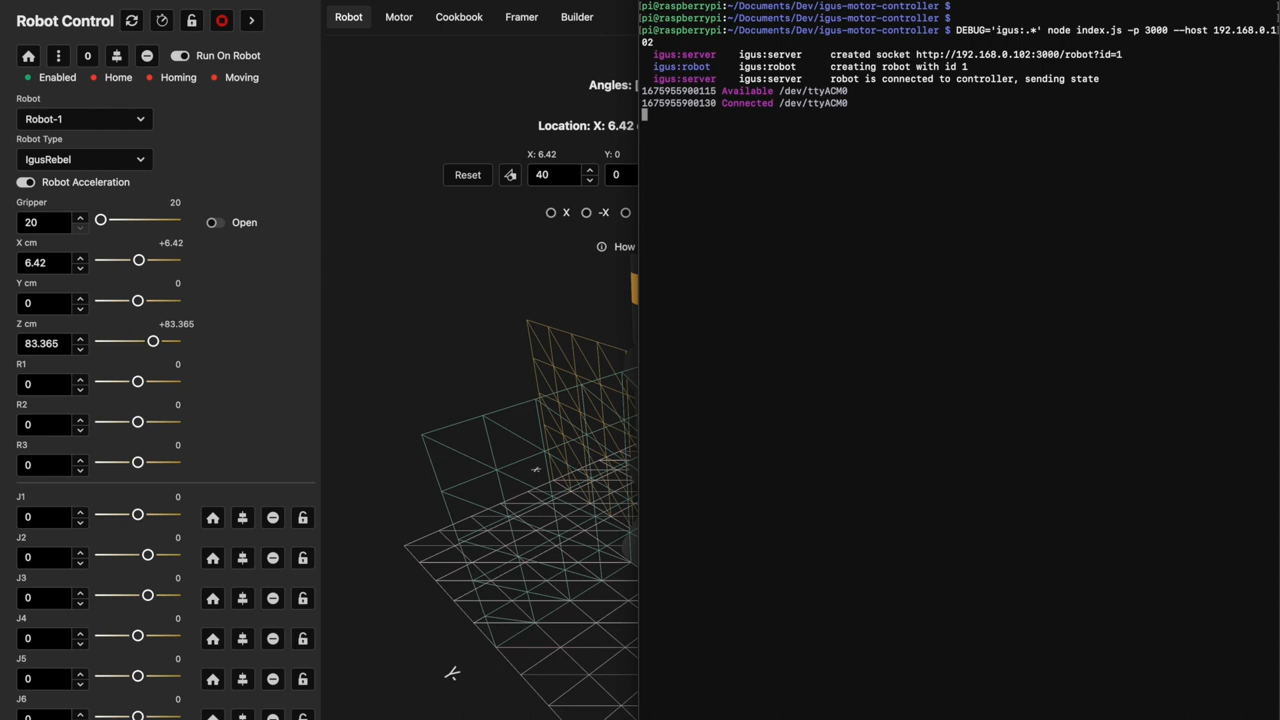 Robot Control
0
Run On Robot
Enabled
Home
Homing
Moving
Robot
Robot-1
Robot Type
IgusRebel
Robot Acceleration
Gripper
20
20
Open
X cm
+6.42
6.42
Y cm
0
0
Z cm
+83.365
83.365
R1
0
0
R2
0
0
R3
0
0
J1
0
0
J2
0
0
J3
0
0
J4
0
0
J5
0
0
J6
0
Robot
Motor
Cookbook
Framer
Builder
Angles: [
Location: X: 6.42
X: 6.42
Y: 0
Reset
40
0
X
-X
How
X
Y
pi@raspberrypi:~/Documents/Dev/igus-motor-controller $
pi@raspberrypi:~/Documents/Dev/igus-motor-controller $
pi@raspberrypi:~/Documents/Dev/igus-motor-controller $ DEBUG='igus:.*' node index.js -p 3000 --host 192.168.0.1
02
igus:server igus:server created socket http://192.168.0.102:3000/robot?id=1
igus:robot igus:robot creating robot with id 1
igus:server igus:server robot is connected to controller, sending state
1675955900115 Available /dev/ttyACM0
1675955900130 Connected /dev/ttyACM0